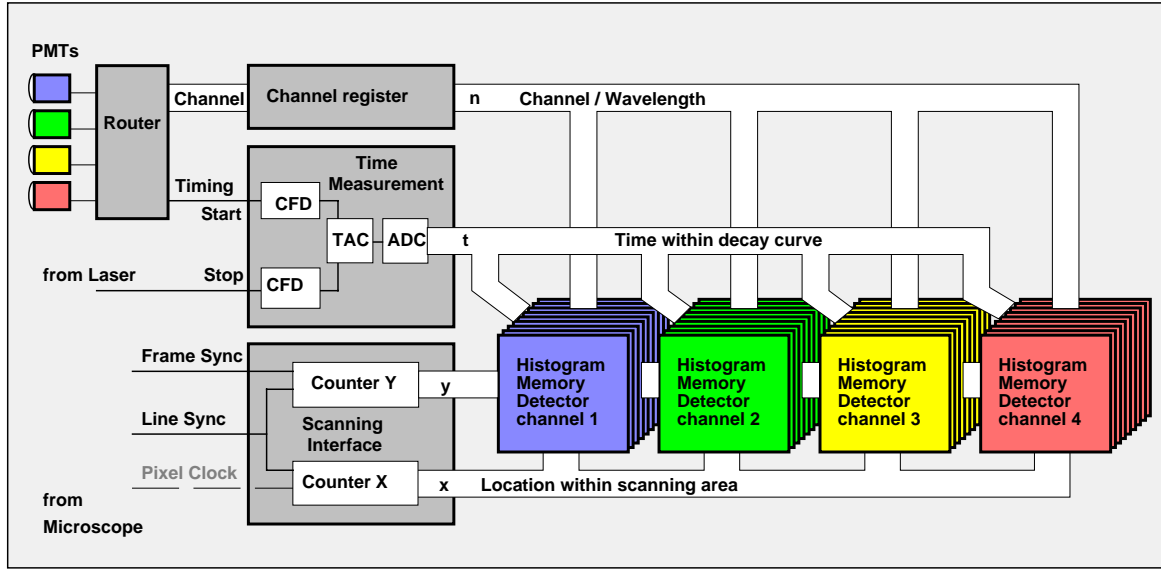 PMTs
Router
Channel
Channel register
n
Channel / Wavelength
Time
Measurement
Timing
Start
CFD
TAC
ADC
t
Time within decay curve
from Laser
Stop
CFD
Frame Sync
Counter Y
y
Line Sync
Scanning
Interface
Pixel Clock
Counter X
x
Location within scanning area
from
Microscope
Histogram
Memory
Detector
channel 1
Histogram
Memory
Detector
channel 2
Histogram
Memory
Detector
channel 3
Histogram
Memory
Detector
channel 4